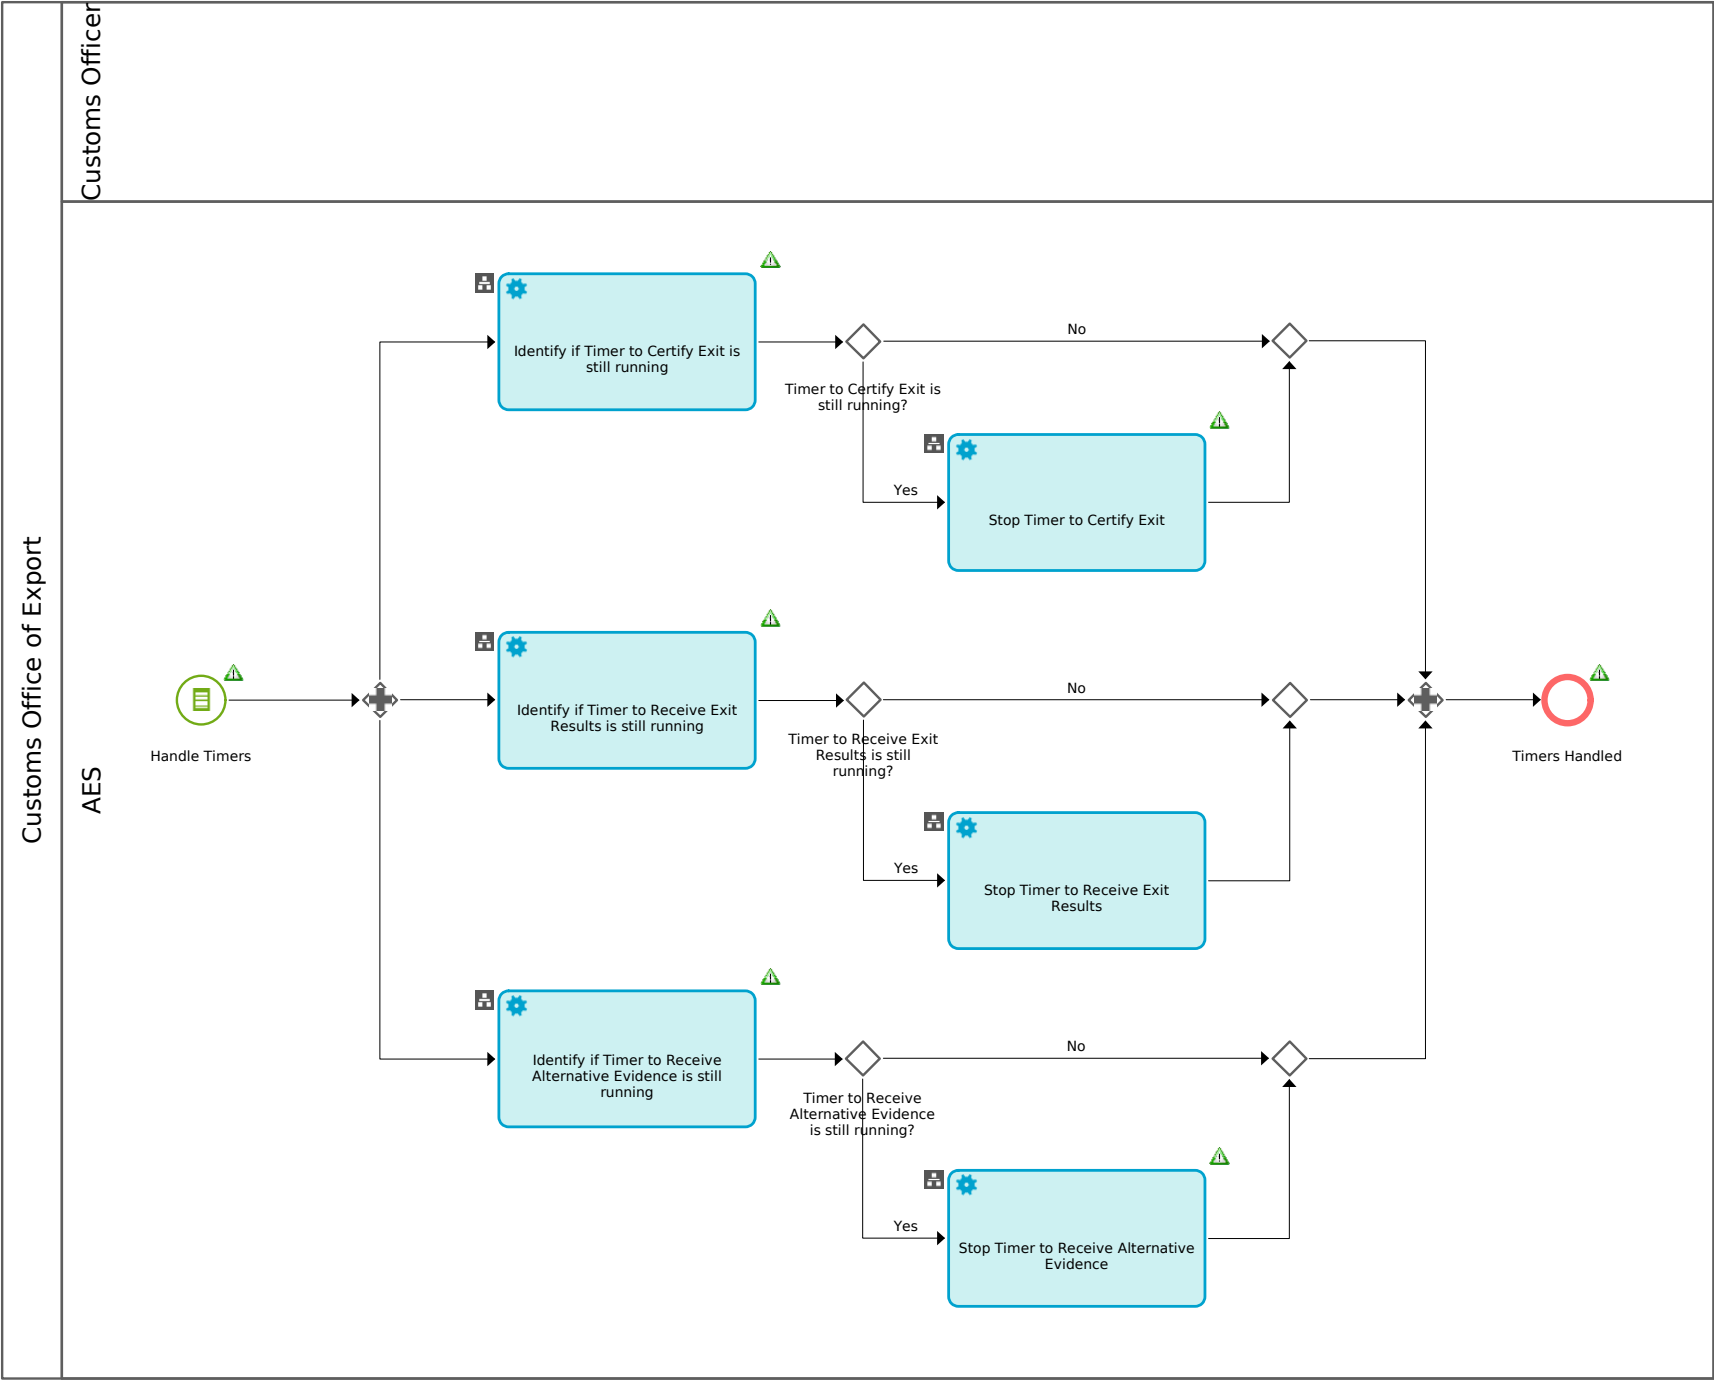 Customs Office of Export
Customs Officer
AES
Handle Timers
Identify if Timer to Certify Exit is
still running
Timer to Certify Exit is
still running?
No
Yes
Stop Timer to Certify Exit
Identify if Timer to Receive Exit
Results is still running
Timer to Receive Exit
Results is still
running?
No
Yes
Stop Timer to Receive Exit
Results
Identify if Timer to Receive
Alternative Evidence is still
running
Timer to Receive
Alternative Evidence
is still running?
No
Yes
Stop Timer to Receive Alternative
Evidence
Timers Handled